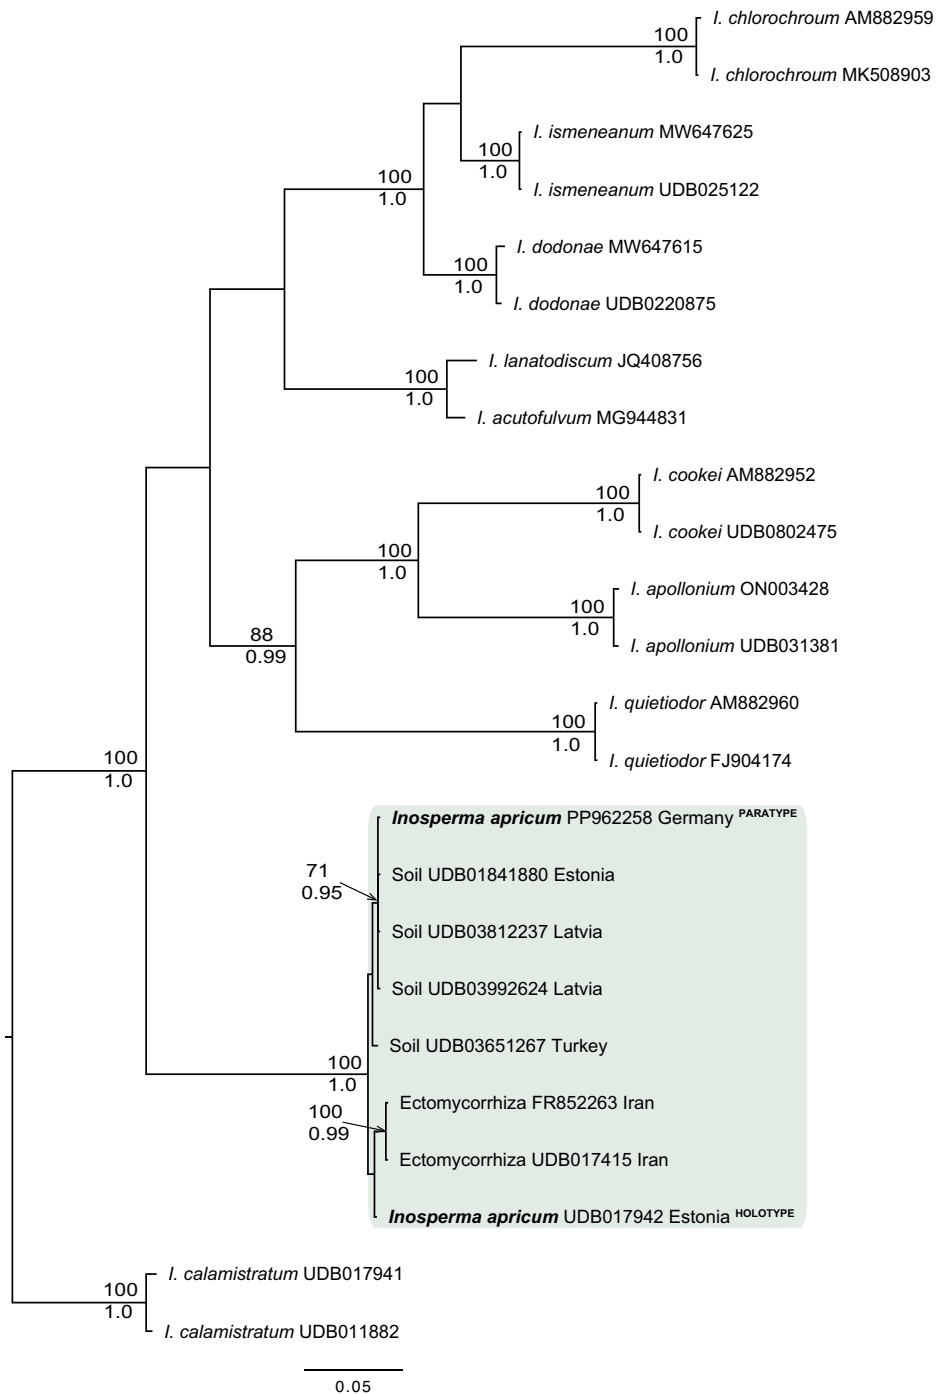 I. chlorochroum AM882959
100
1.0
I. chlorochroum MK508903
I. ismeneanum MW647625
100
1.0
I. ismeneanum UDB025122
100
1.0
I. dodonae MW647615
100
1.0
I. dodonae UDB0220875
I. lanatodiscum JQ408756
100
1.0
I. acutofulvum MG944831
I. cookei AM882952
100
1.0
I. cookei UDB0802475
100
1.0
I. apollonium ON003428
100
1.0
I. apollonium UDB031381
88
0.99
I. quietiodor AM882960
100
1.0
I. quietiodor FJ904174
100
1.0
Inosperma apricum PP962258 Germany PARATYPE
71
0.95
Soil UDB01841880 Estonia
Soil UDB03812237 Latvia
Soil UDB03992624 Latvia
Soil UDB03651267 Turkey
100
1.0
Ectomycorrhiza FR852263 Iran
100
0.99
Ectomycorrhiza UDB017415 Iran
Inosperma apricum UDB017942 Estonia HOLOTYPE
I. calamistratum UDB017941
100
1.0
I. calamistratum UDB011882
0.05